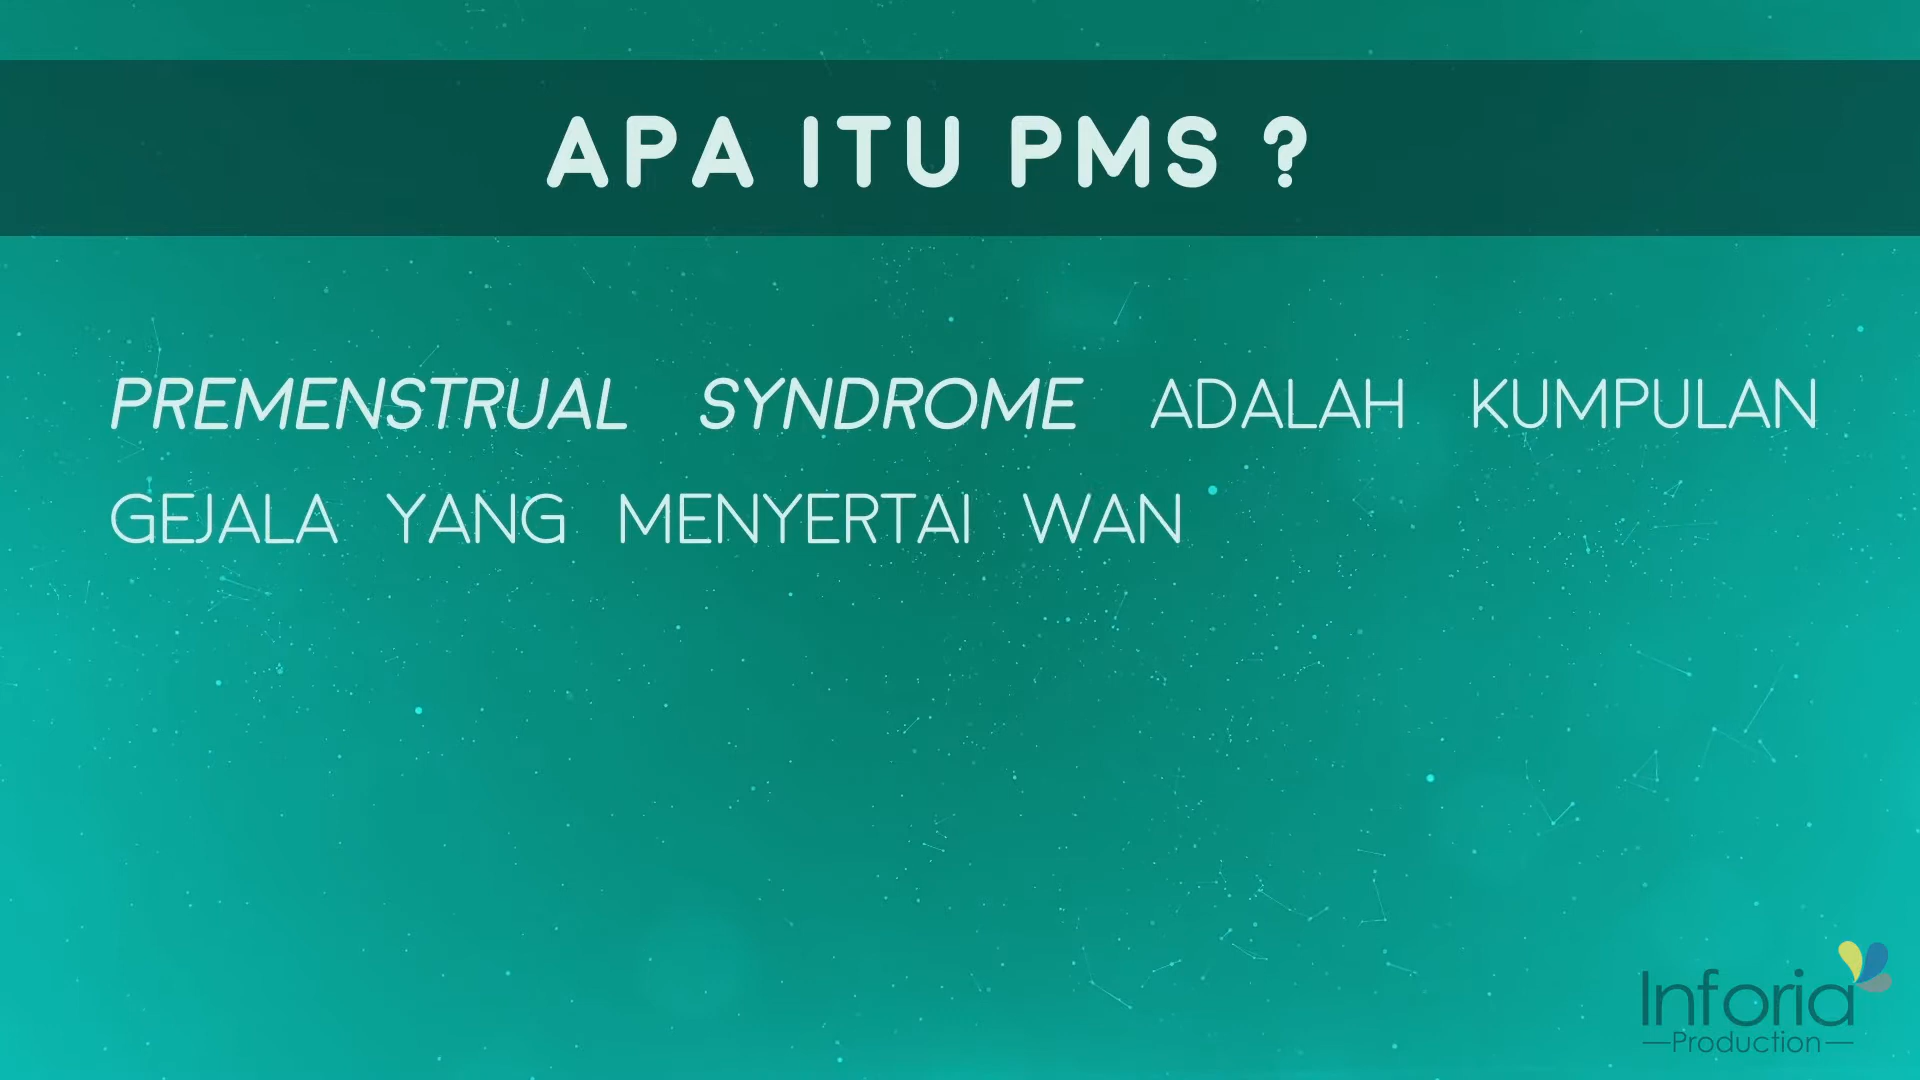 APA ITU PMS ?
PREMENSTRUAL SYNDROME ADALAH KUMPULAN
GEJALA YANG MENYERTAI WAN
Inforia
Production